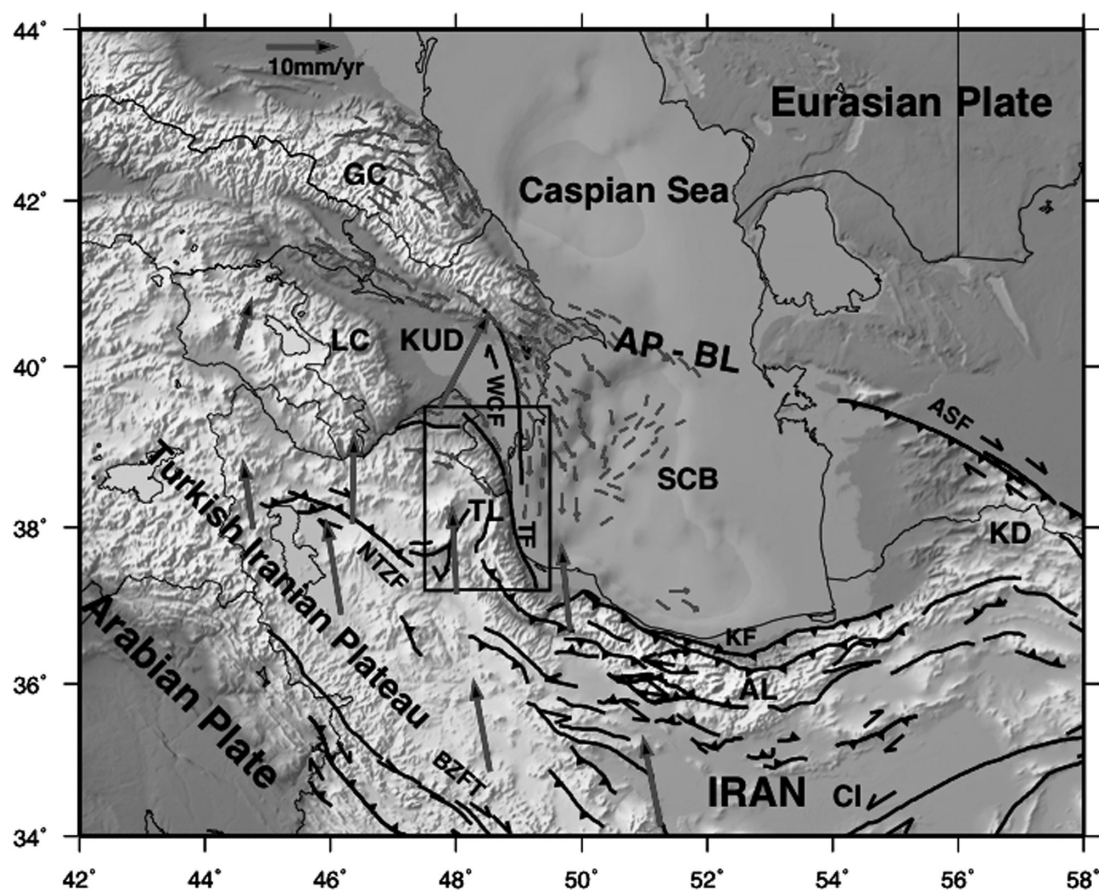 44°
10mm/yr
Eurasian Plate
GC
Caspian Sea
42°
LC
KUD
AP - BL
40°
WCF
ASF
SCB
TL
TF
38°
KD
NTZF
Turkish Iranian Plateau
Arabian Plate
KF
36°
AL
BZFT
IRAN
CI
34°
42°
44°
46°
48°
50°
52°
54°
56°
58°